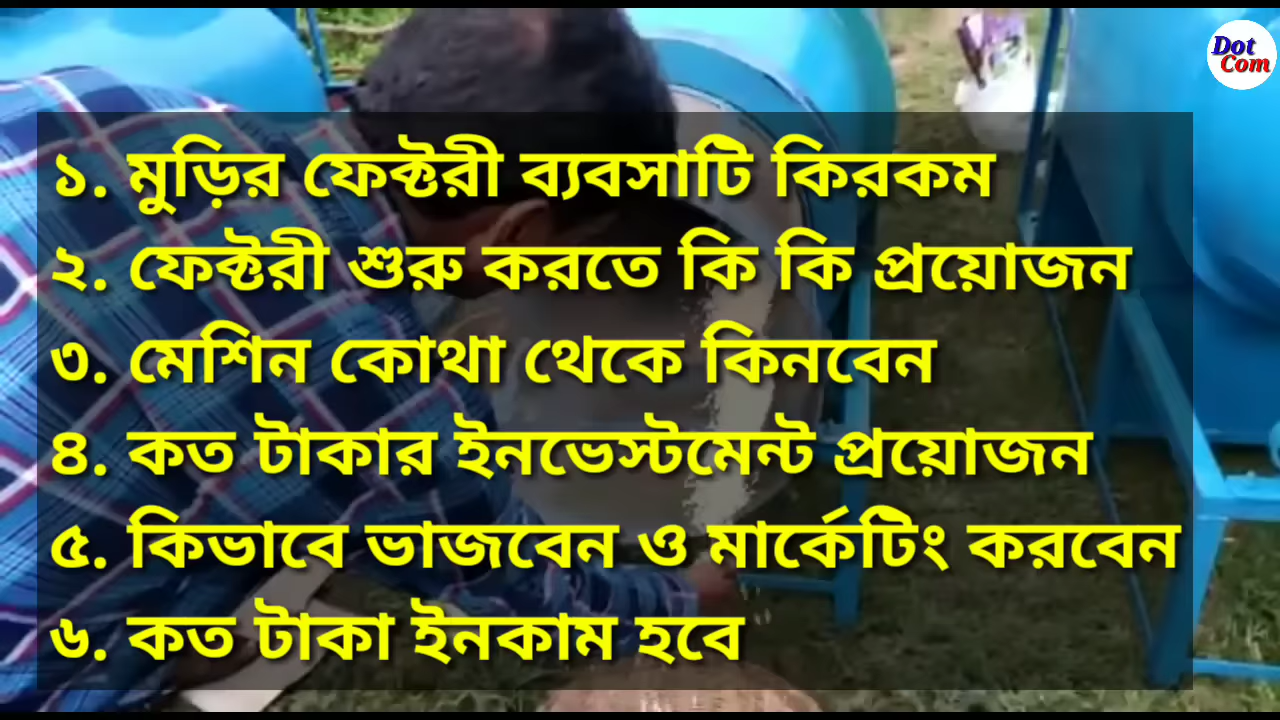 Dot
Com
১. মুড়ির ফেক্টরী ব্যবসাটি কিরকম
২. ফেক্টরী শুরু করতে কি কি প্রয়োজন
৩. মেশিন কোথা থেকে কিনবেন
৪. কত টাকার ইনভেস্টমেন্ট প্রয়োজন
৫. কিভাবে ভাজবেন ও মার্কেটিং করবেন
৬. কত টাকা ইনকাম হবে